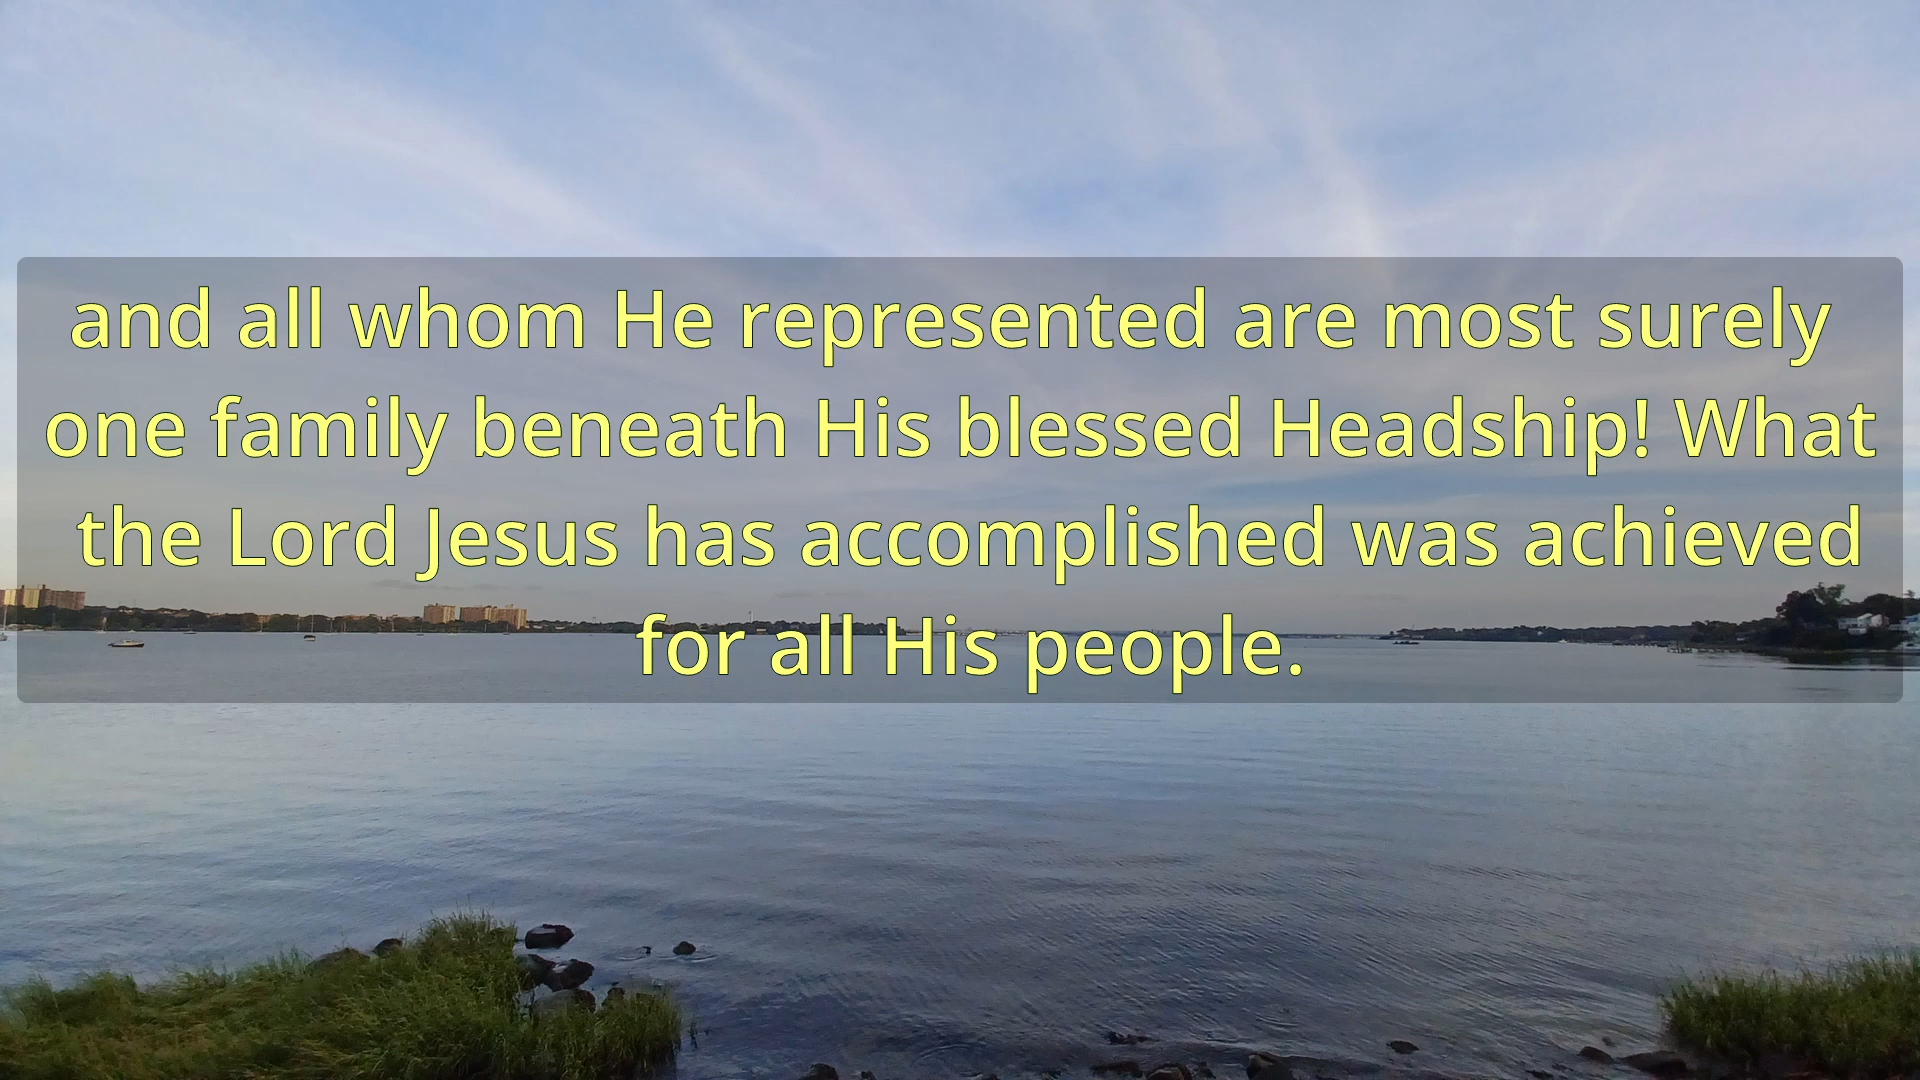 and all whom He represented are most surely
one family beneath His blessed Headship! What
the Lord Jesus has accomplished was achieved
for all His people.